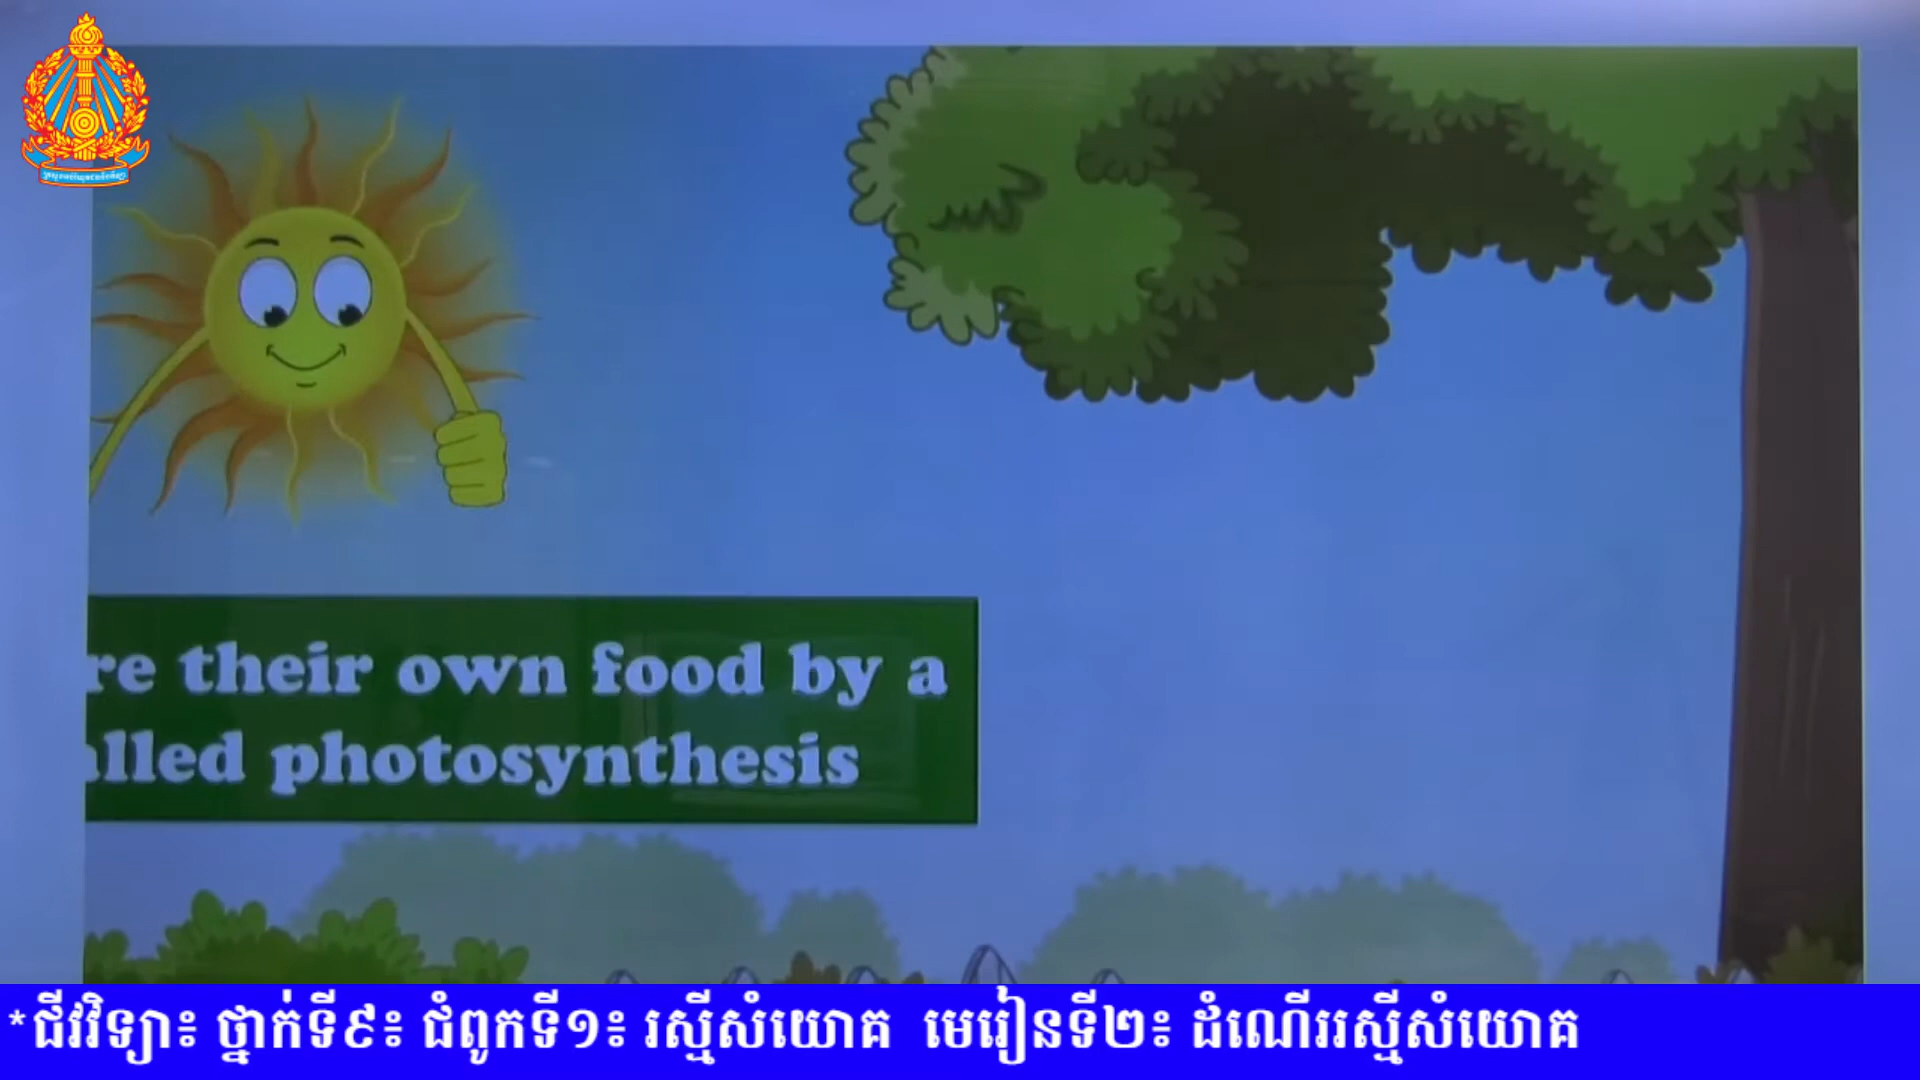 re their own food by a
alled photosynthesis
*ជីវវិទ្យា៖ ថ្នាក់ទី៩៖ ជំពូកទី១៖ រស្មីសំយោគ មេរៀនទី២៖ ដំណើររស្មីសំយោគ